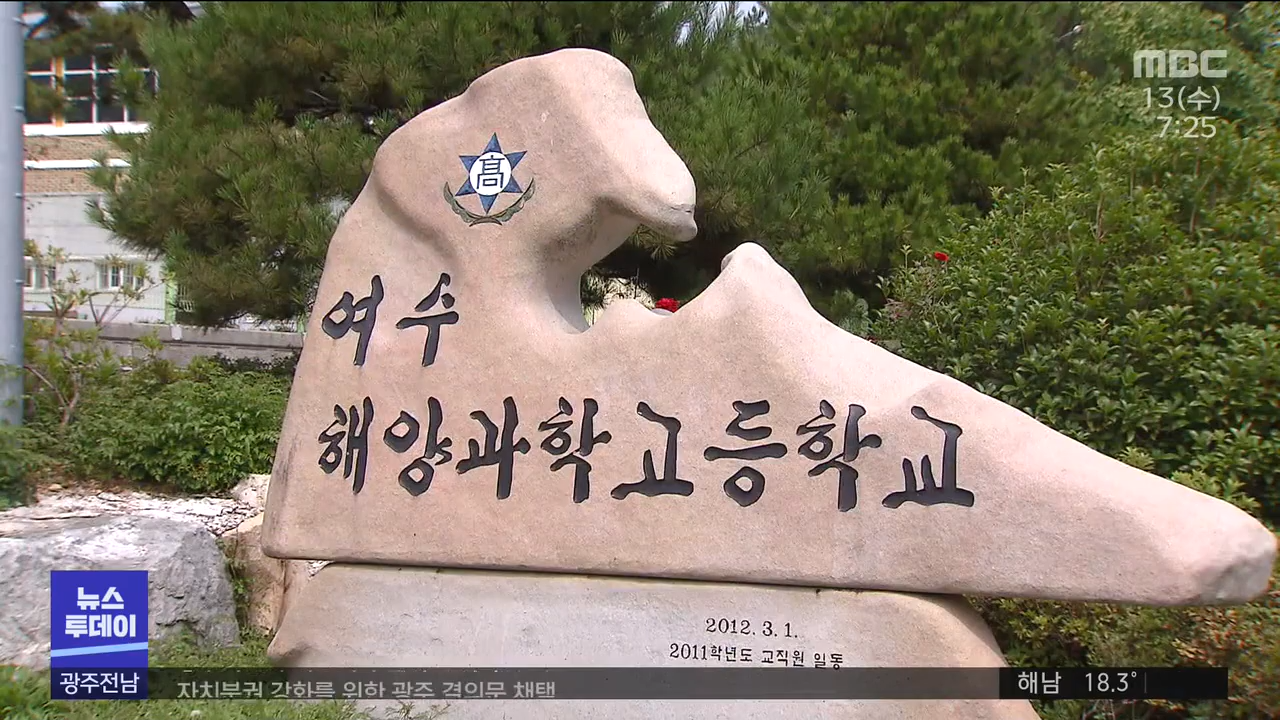 MBC
13(수)
7:25
高
여수
해양과학고등학교
2012. 3. 1.
2011학년도 교직원 일동
뉴스
투데이
광주전남
자치분권 강화를 위한 광주 결의문 채택
해남 18.3°